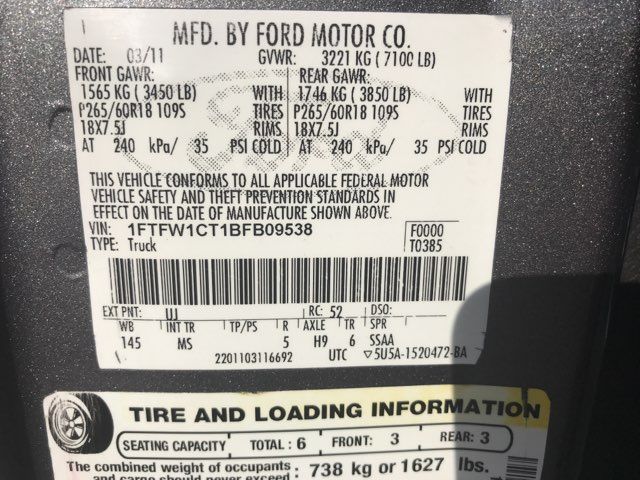 MFD. BY FORD MOTOR CO.
DATE: 03/11 GVWR: 3221 KG ( 7100 LB)
FRONT GAWR: REAR GAWR:
1565 KG ( 3450 LB) WITH 1746 KG ( 3850 LB) WITH
P265/60R18 109S TIRES P265/60R18 109S TIRES
18X7.5J RIMS 18X7.5J RIMS
AT 240 kPa/ 35 PSI COLD AT 240 kPa/ 35 PSI COLD
THIS VEHICLE CONFORMS TO ALL APPLICABLE FEDERAL MOTOR
VEHICLE SAFETY AND THEFT PREVENTION STANDARDS IN
EFFECT ON THE DATE OF MANUFACTURE SHOWN ABOVE.
VIN: 1FTFW1CT1BFB09538 F0000
TYPE: Truck T0385
EXT PNT: UJ RC: 52 DSO:
WB INT TR TP/PS R AXLE TR SPR
145 MS 5 H9 6 SSAA
2201103116692 UTC ▽5U5A-1520472-BA
TIRE AND LOADING INFORMATION
SEATING CAPACITY TOTAL: 6 FRONT: 3 REAR: 3
The combined weight of occupants : 738 kg or 1627 lbs.
and cargo should never exceed